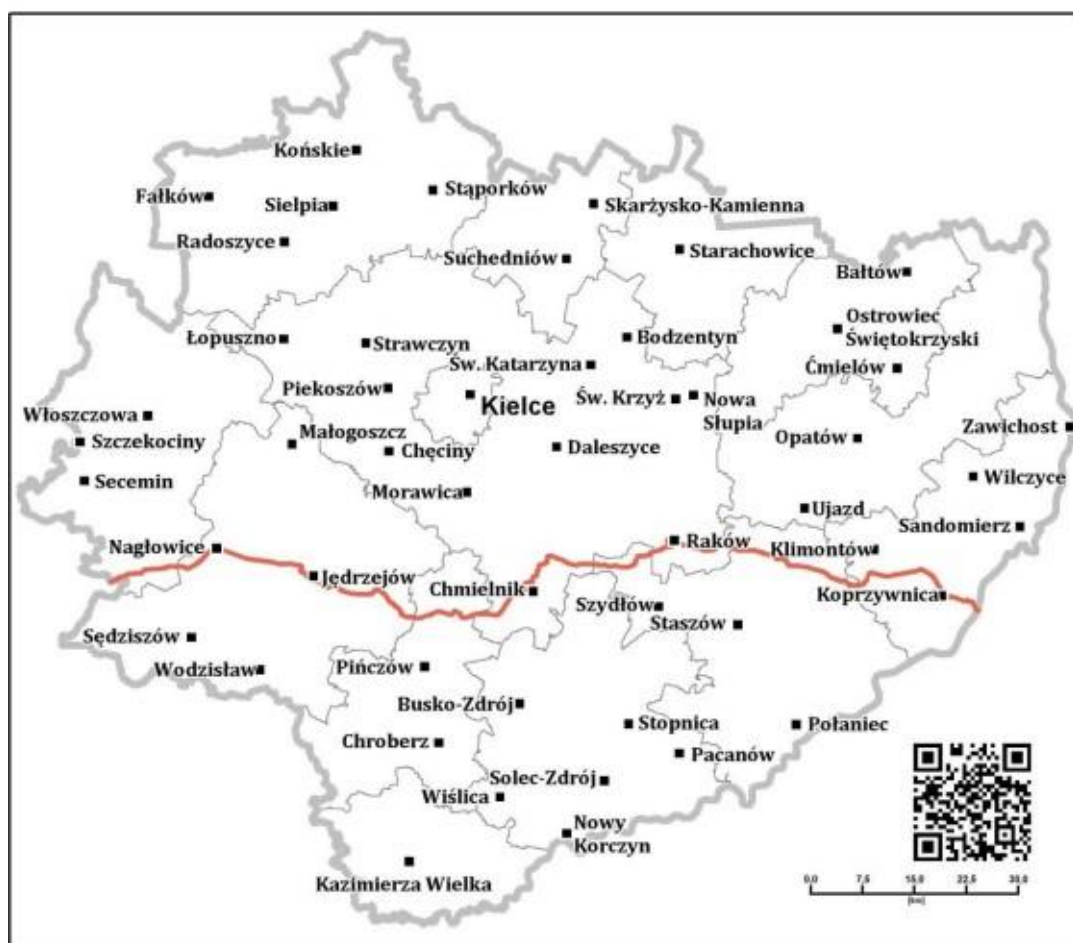 Końskie
Stąporków
Fałków
Sielpia
Skarżysko-Kamienna
Radoszyce
Suchedniów
Starachowice
Bałtów
Łopuszno
Strawczyn
Bodzentyn
Ostrowiec
Świętokrzyski
Św. Katarzyna
Ćmielów
Piekoszów
Kielce
Św. Krzyż
Nowa
Słupia
Włoszczowa
Małogoszcz
Szczekociny
Chęciny
Daleszyce
Opatów
Zawichost
Secemin
Morawica
Wilczyce
Ujazd
Sandomierz
Nagłowice
Raków
Klimontów
Jędrzejów
Chmielnik
Koprzywnica
Szydłów
Staszów
Sędziszów
Wodzisław
Pińczów
Busko-Zdrój
Stopnica
Połaniec
Chroberz
Pacanów
Solec-Zdrój
Wiślica
Nowy
Korczyn
Kazimierza Wielka
0,0 7,5 15,0 22,5 30,0
[km]